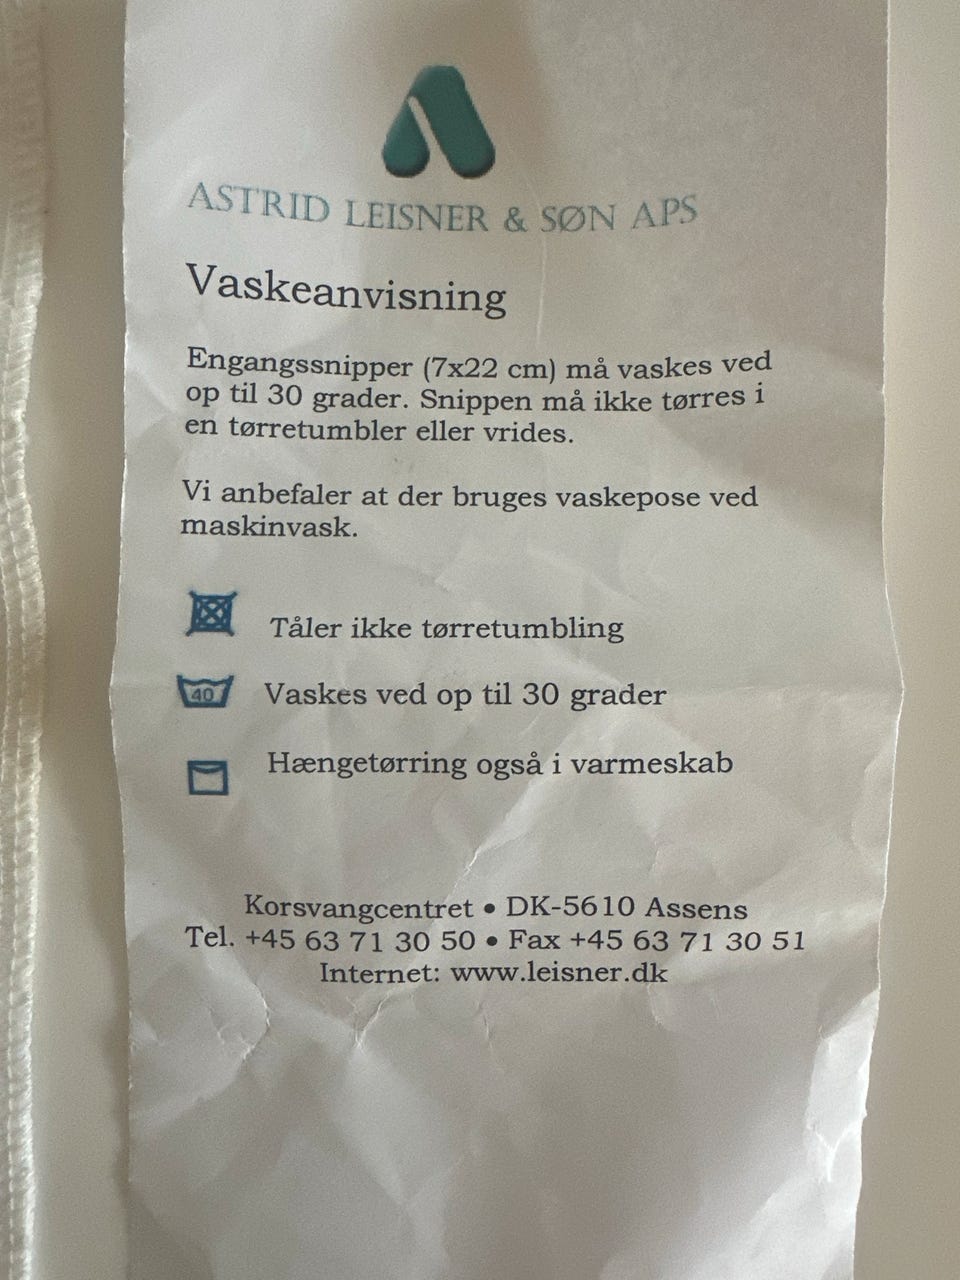 ASTRID LEISNER & SØN APS
Vaskeanvisning
Engangssnipper (7x22 cm) må vaskes ved
op til 30 grader. Snippen må ikke tørres i
en tørretumbler eller vrides.
Vi anbefaler at der bruges vaskepose ved
maskinvask.
Tåler ikke tørretumbling
40 Vaskes ved op til 30 grader
Hængetørring også i varmeskab
Korsvangcentret • DK-5610 Assens
Tel. +45 63 71 30 50 • Fax +45 63 71 30 51
Internet: www.leisner.dk